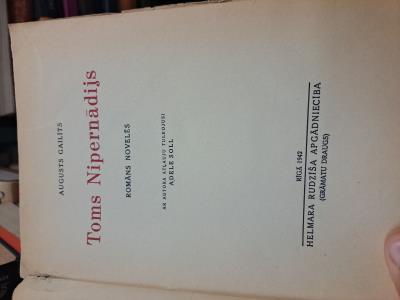 AUGUSTS GAILITS
Toms Nipernādijs
ROMĀNS NOVELĒS
AR AUTORA ATĻAUJU TULKOJUSI
ADELE SOLL
RĪGĀ 1942
HELMARA RUDZĪŠA APGĀDNIECĪBA
(GRĀMATU DRAUGS)